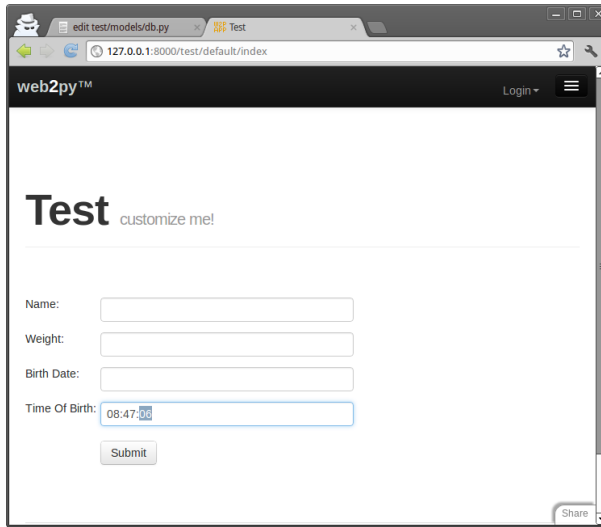 edit test/models/db.py
Test
127.0.0.1:8000/test/default/index
web2py™
Login
Test customize me!
Name:
Weight:
Birth Date:
Time Of Birth: 08:47:06
Submit
Share